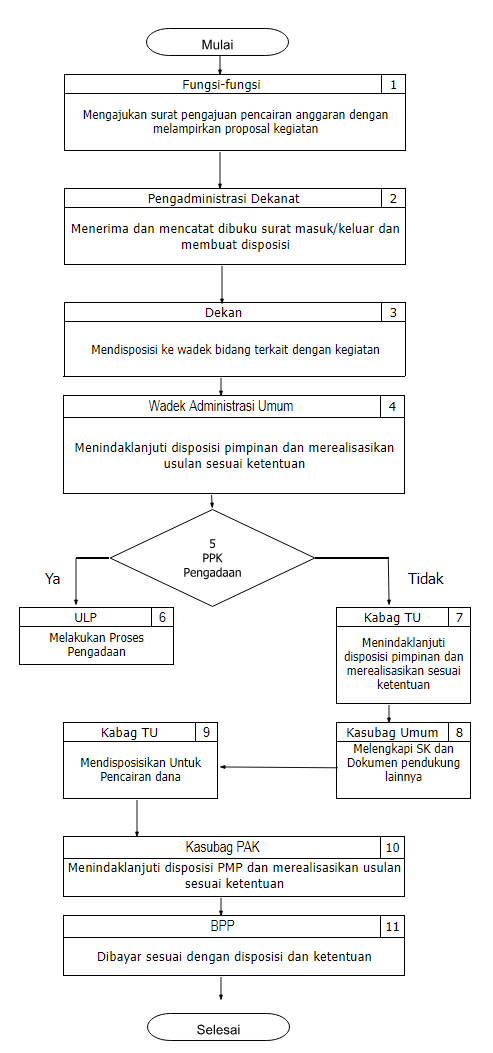 Mulai
Fungsi-fungsi 1
Mengajukan surat pengajuan pencairan anggaran dengan
melampirkan proposal kegiatan
Pengadministrasi Dekanat 2
Menerima dan mencatat dibuku surat masuk/keluar dan
membuat disposisi
Dekan 3
Mendisposisi ke wadek bidang terkait dengan kegiatan
Wadek Administrasi Umum 4
Menindaklanjuti disposisi pimpinan dan merealisasikan
usulan sesuai ketentuan
5
PPK
Pengadaan
Ya
Tidak
ULP 6
Melakukan Proses
Pengadaan
Kabag TU 7
Menindaklanjuti
disposisi pimpinan dan
merealisasikan sesuai
ketentuan
Kasubag Umum 8
Melengkapi SK dan
Dokumen pendukung
lainnya
Kabag TU 9
Mendisposisikan Untuk
Pencairan dana
Kasubag PAK 10
Menindaklanjuti disposisi PMP dan merealisasikan usulan
sesuai ketentuan
BPP 11
Dibayar sesuai dengan disposisi dan ketentuan
Selesai